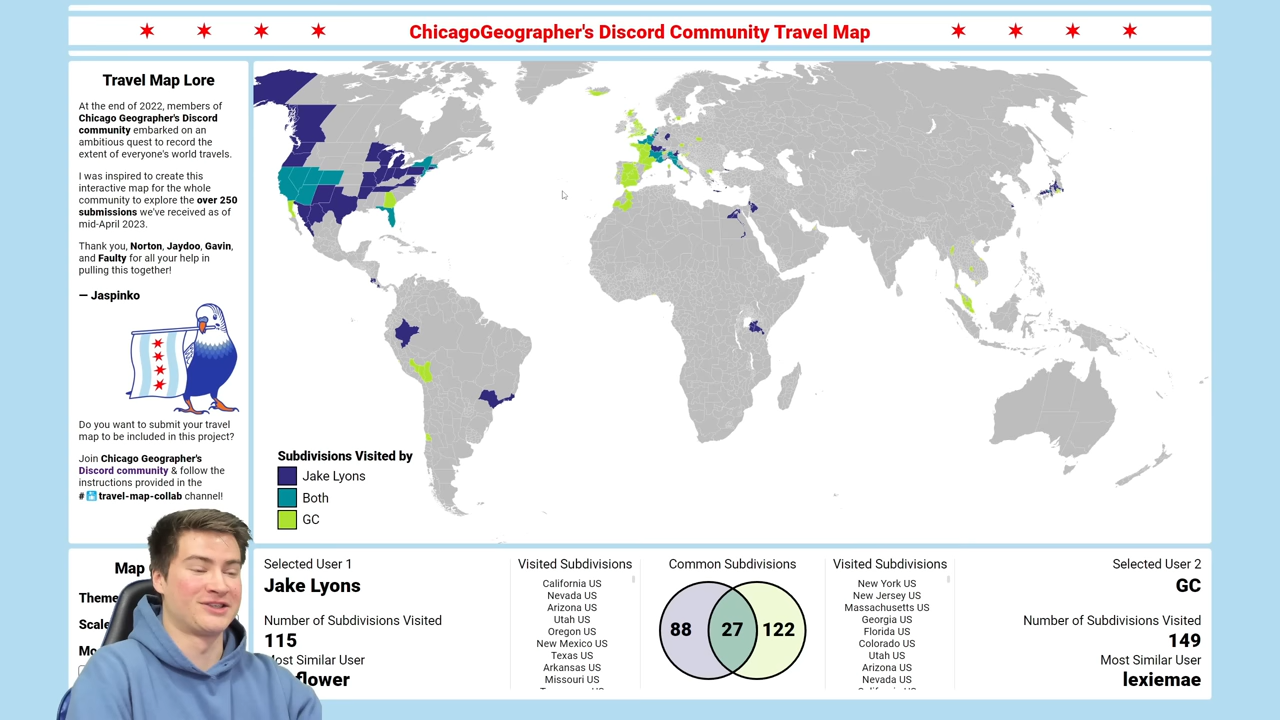 ChicagoGeographer's Discord Community Travel Map
Travel Map Lore
At the end of 2022, members of
Chicago Geographer's Discord
community embarked on an
ambitious quest to record the
extent of everyone's world travels.
I was inspired to create this
interactive map for the whole
community to explore the over 250
submissions we've received as of
mid-April 2023.
Thank you, Norton, Jaydoo, Gavin,
and Faulty for all your help in
pulling this together!
— Jaspinko
Do you want to submit your travel
map to be included in this project?
Join Chicago Geographer's
Discord community & follow the
instructions provided in the
# travel-map-collab channel!
Subdivisions Visited by
Jake Lyons
Both
GC
Map
Theme
Scale
Mo
Selected User 1
Jake Lyons
Number of Subdivisions Visited
115
Most Similar User
flower
Visited Subdivisions
California US
Nevada US
Arizona US
Utah US
Oregon US
New Mexico US
Texas US
Arkansas US
Missouri US
Common Subdivisions
88 27 122
Visited Subdivisions
New York US
New Jersey US
Massachusetts US
Georgia US
Florida US
Colorado US
Utah US
Arizona US
Nevada US
Selected User 2
GC
Number of Subdivisions Visited
149
Most Similar User
lexiemae